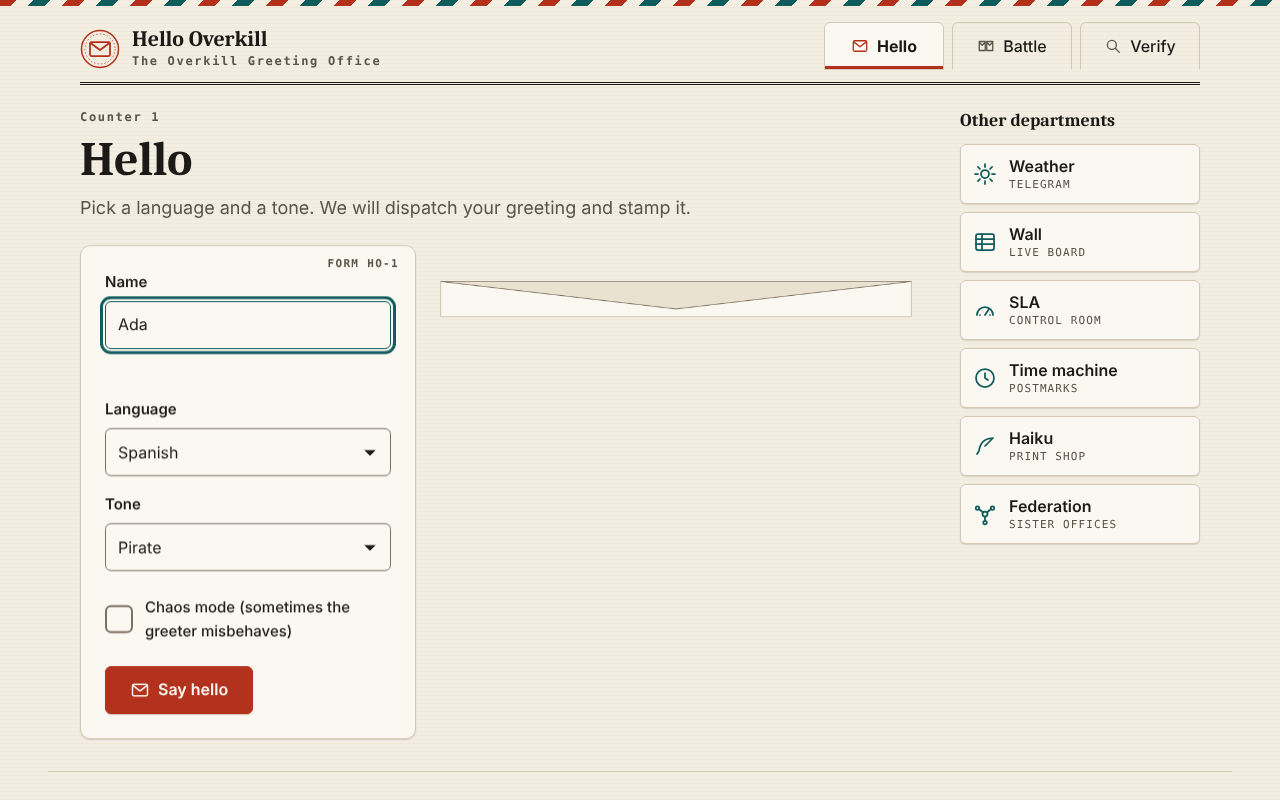 Hello Overkill
The Overkill Greeting Office
Hello
Battle
Verify
Counter 1
Hello
Pick a language and a tone. We will dispatch your greeting and stamp it.
FORM HO-1
Name
Ada
Language
Spanish
Tone
Pirate
Chaos mode (sometimes the
greeter misbehaves)
Say hello
Other departments
Weather
TELEGRAM
Wall
LIVE BOARD
SLA
CONTROL ROOM
Time machine
POSTMARKS
Haiku
PRINT SHOP
Federation
SISTER OFFICES